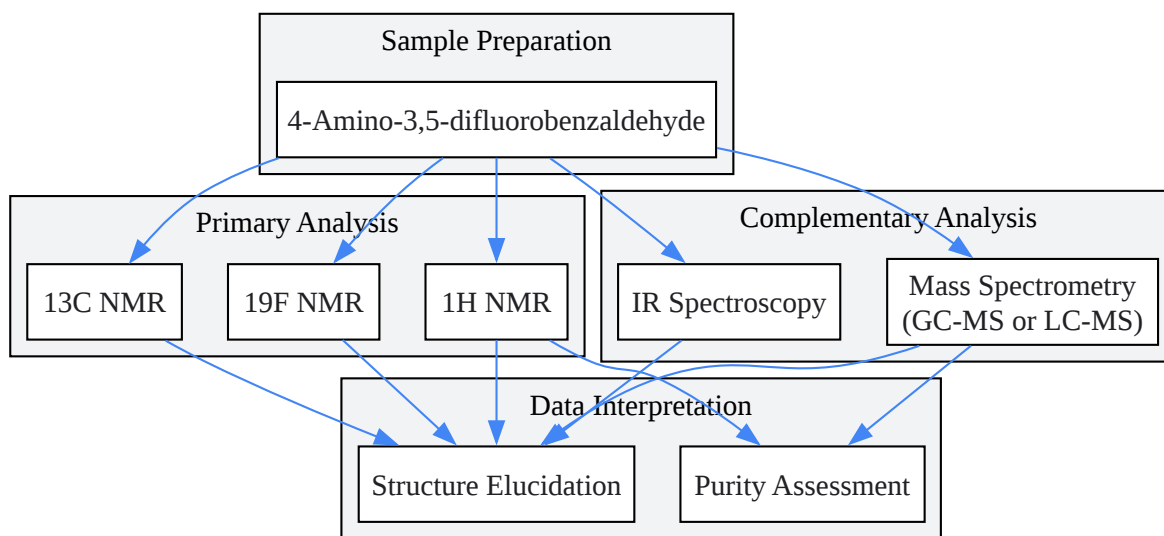 Sample Preparation
4-Amino-3,5-difluorobenzaldehyde
Primary Analysis
Complementary Analysis
13C NMR
19F NMR
1H NMR
IR Spectroscopy
Mass Spectrometry
(GC-MS or LC-MS)
Data Interpretation
Structure Elucidation
Purity Assessment